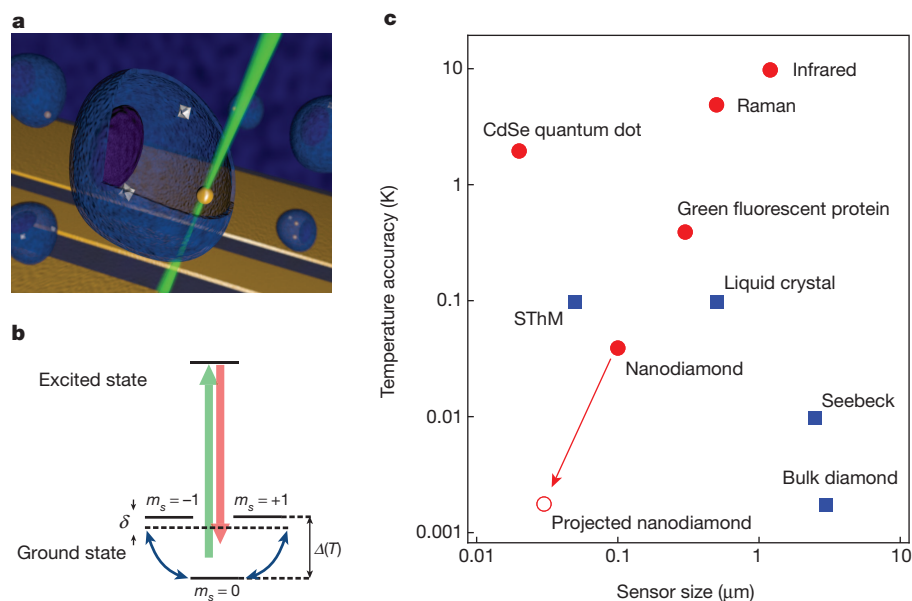 a
b
Excited state
m_s = −1
m_s = +1
δ
Δ(T)
Ground state
m_s = 0
c
Temperature accuracy (K)
10
1
0.1
0.01
0.001
Infrared
Raman
CdSe quantum dot
Green fluorescent protein
Liquid crystal
SThM
Nanodiamond
Seebeck
Bulk diamond
Projected nanodiamond
0.01
0.1
1
10
Sensor size (μm)